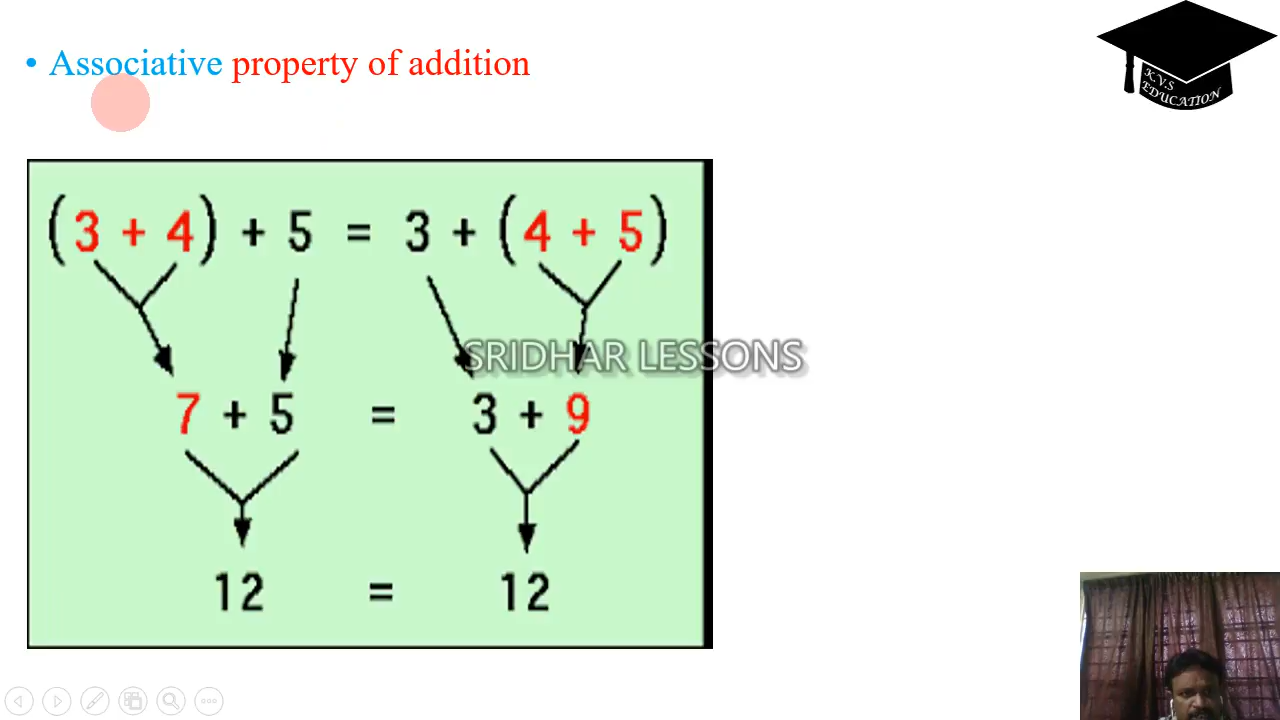 • Associative property of addition
K.V.S
EDUCATION
(3 + 4) + 5 = 3 + (4 + 5)
SRIDHAR LESSONS
7 + 5 = 3 + 9
12 = 12